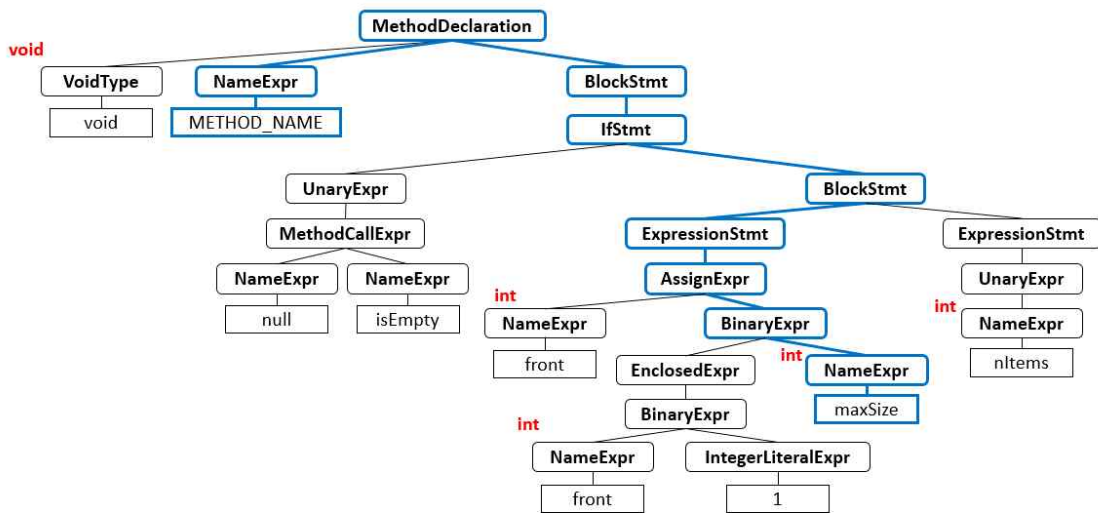 MethodDeclaration
void
VoidType
NameExpr
BlockStmt
void
METHOD_NAME
IfStmt
UnaryExpr
BlockStmt
MethodCallExpr
ExpressionStmt
ExpressionStmt
NameExpr
NameExpr
AssignExpr
UnaryExpr
null
isEmpty
int
int
NameExpr
BinaryExpr
NameExpr
front
int
nItems
EnclosedExpr
NameExpr
maxSize
BinaryExpr
int
NameExpr
IntegerLiteralExpr
front
1